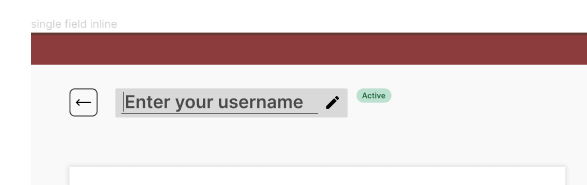 single field inline
Enter your username
Active